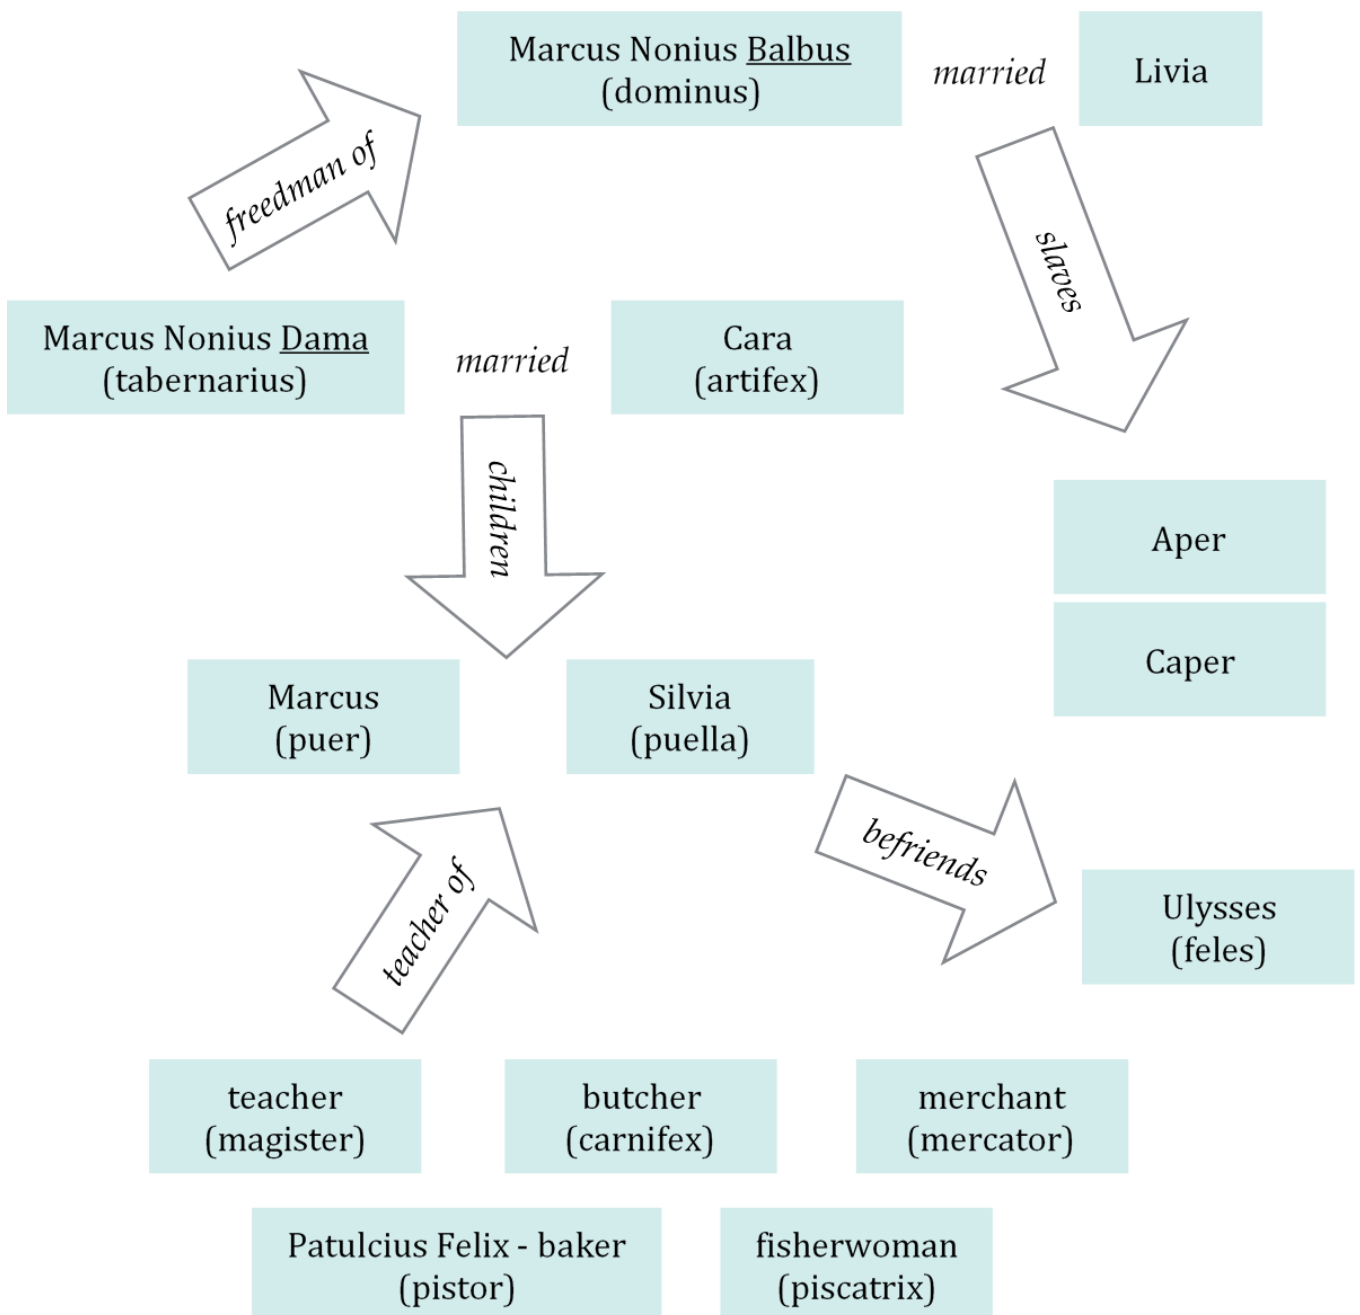 Marcus Nonius Balbus
(dominus)
married
Livia
freedman of
slaves
Marcus Nonius Dama
(tabernarius)
married
Cara
(artifex)
children
Aper
Caper
Marcus
(puer)
Silvia
(puella)
teacher of
befriends
Ulysses
(feles)
teacher
(magister)
butcher
(carnifex)
merchant
(mercator)
Patulcius Felix - baker
(pistor)
fisherwoman
(piscatrix)